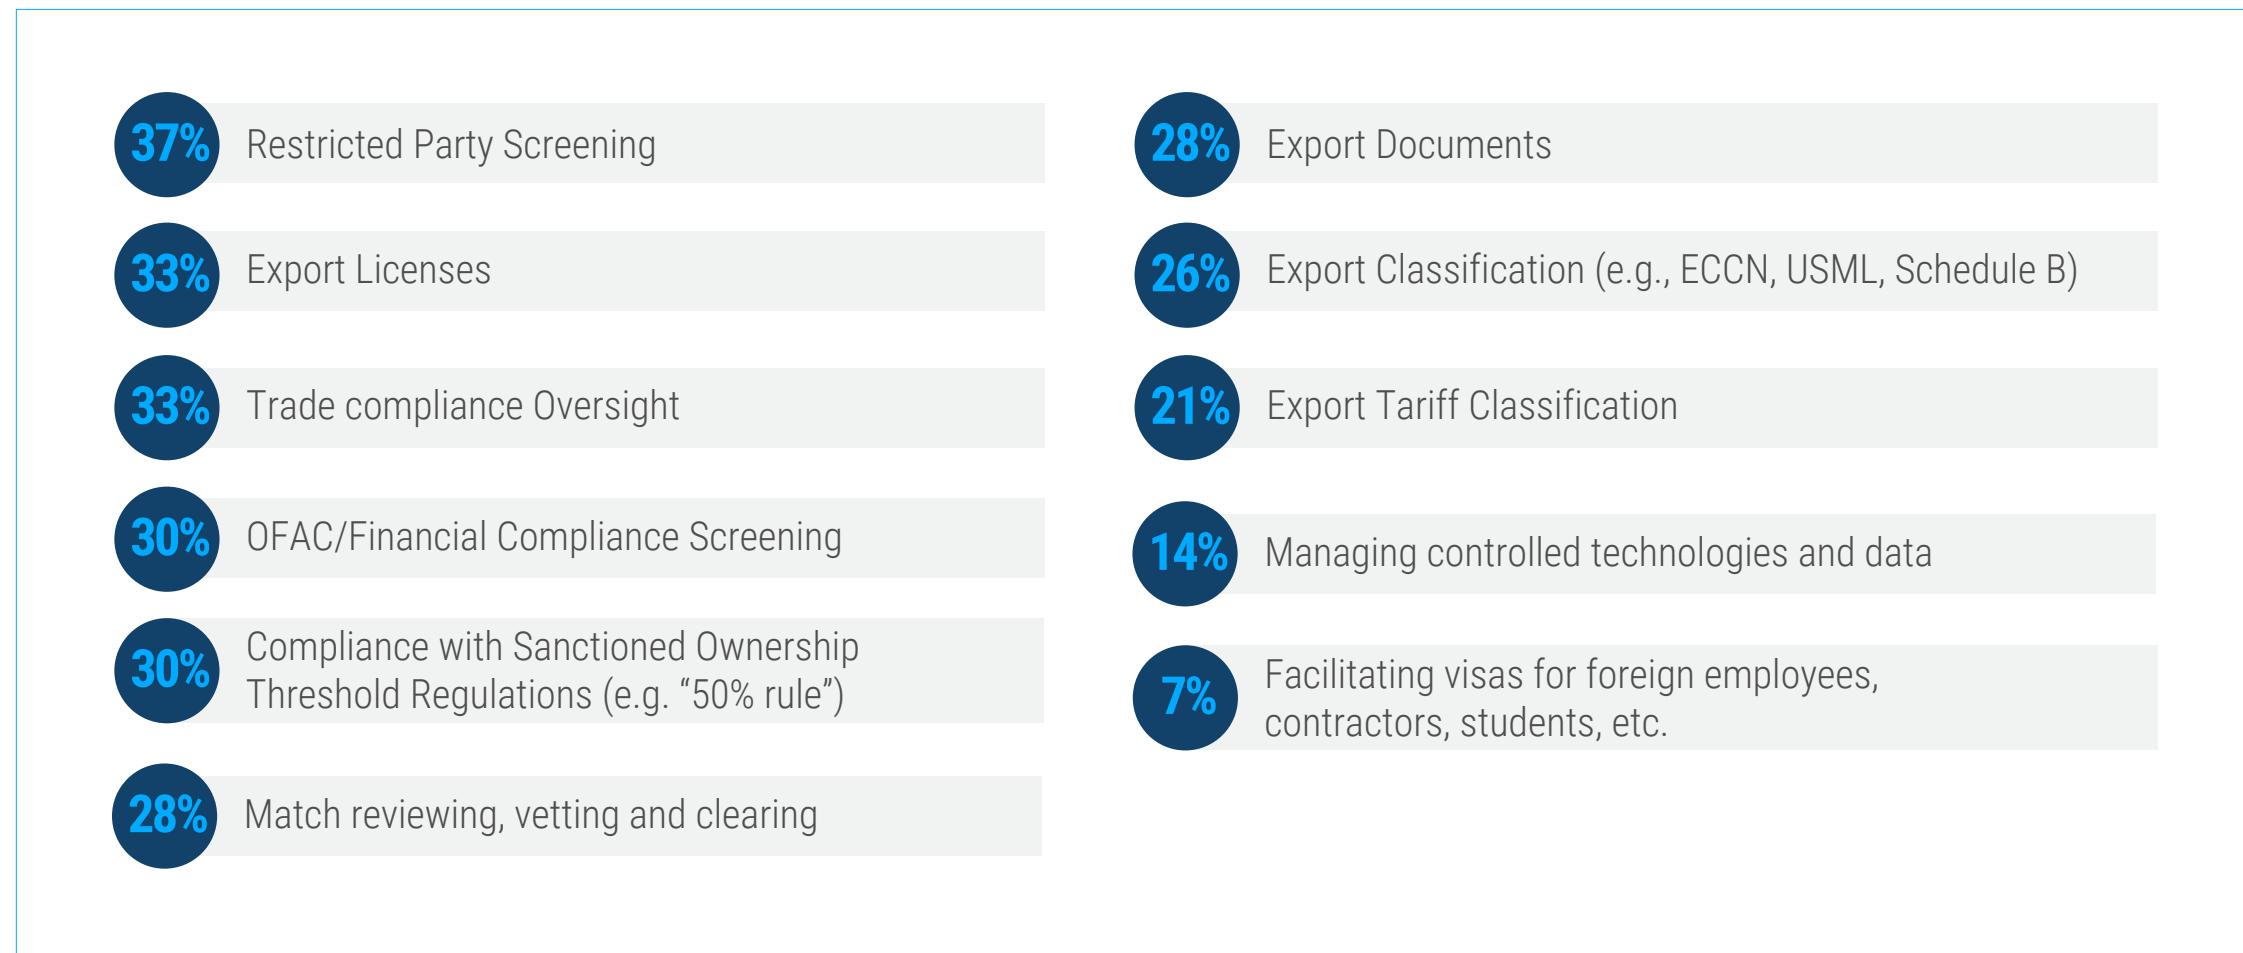 37% Restricted Party Screening
33% Export Licenses
33% Trade compliance Oversight
30% OFAC/Financial Compliance Screening
30% Compliance with Sanctioned Ownership
Threshold Regulations (e.g. “50% rule”)
28% Match reviewing, vetting and clearing
28% Export Documents
26% Export Classification (e.g., ECCN, USML, Schedule B)
21% Export Tariff Classification
14% Managing controlled technologies and data
7% Facilitating visas for foreign employees,
contractors, students, etc.